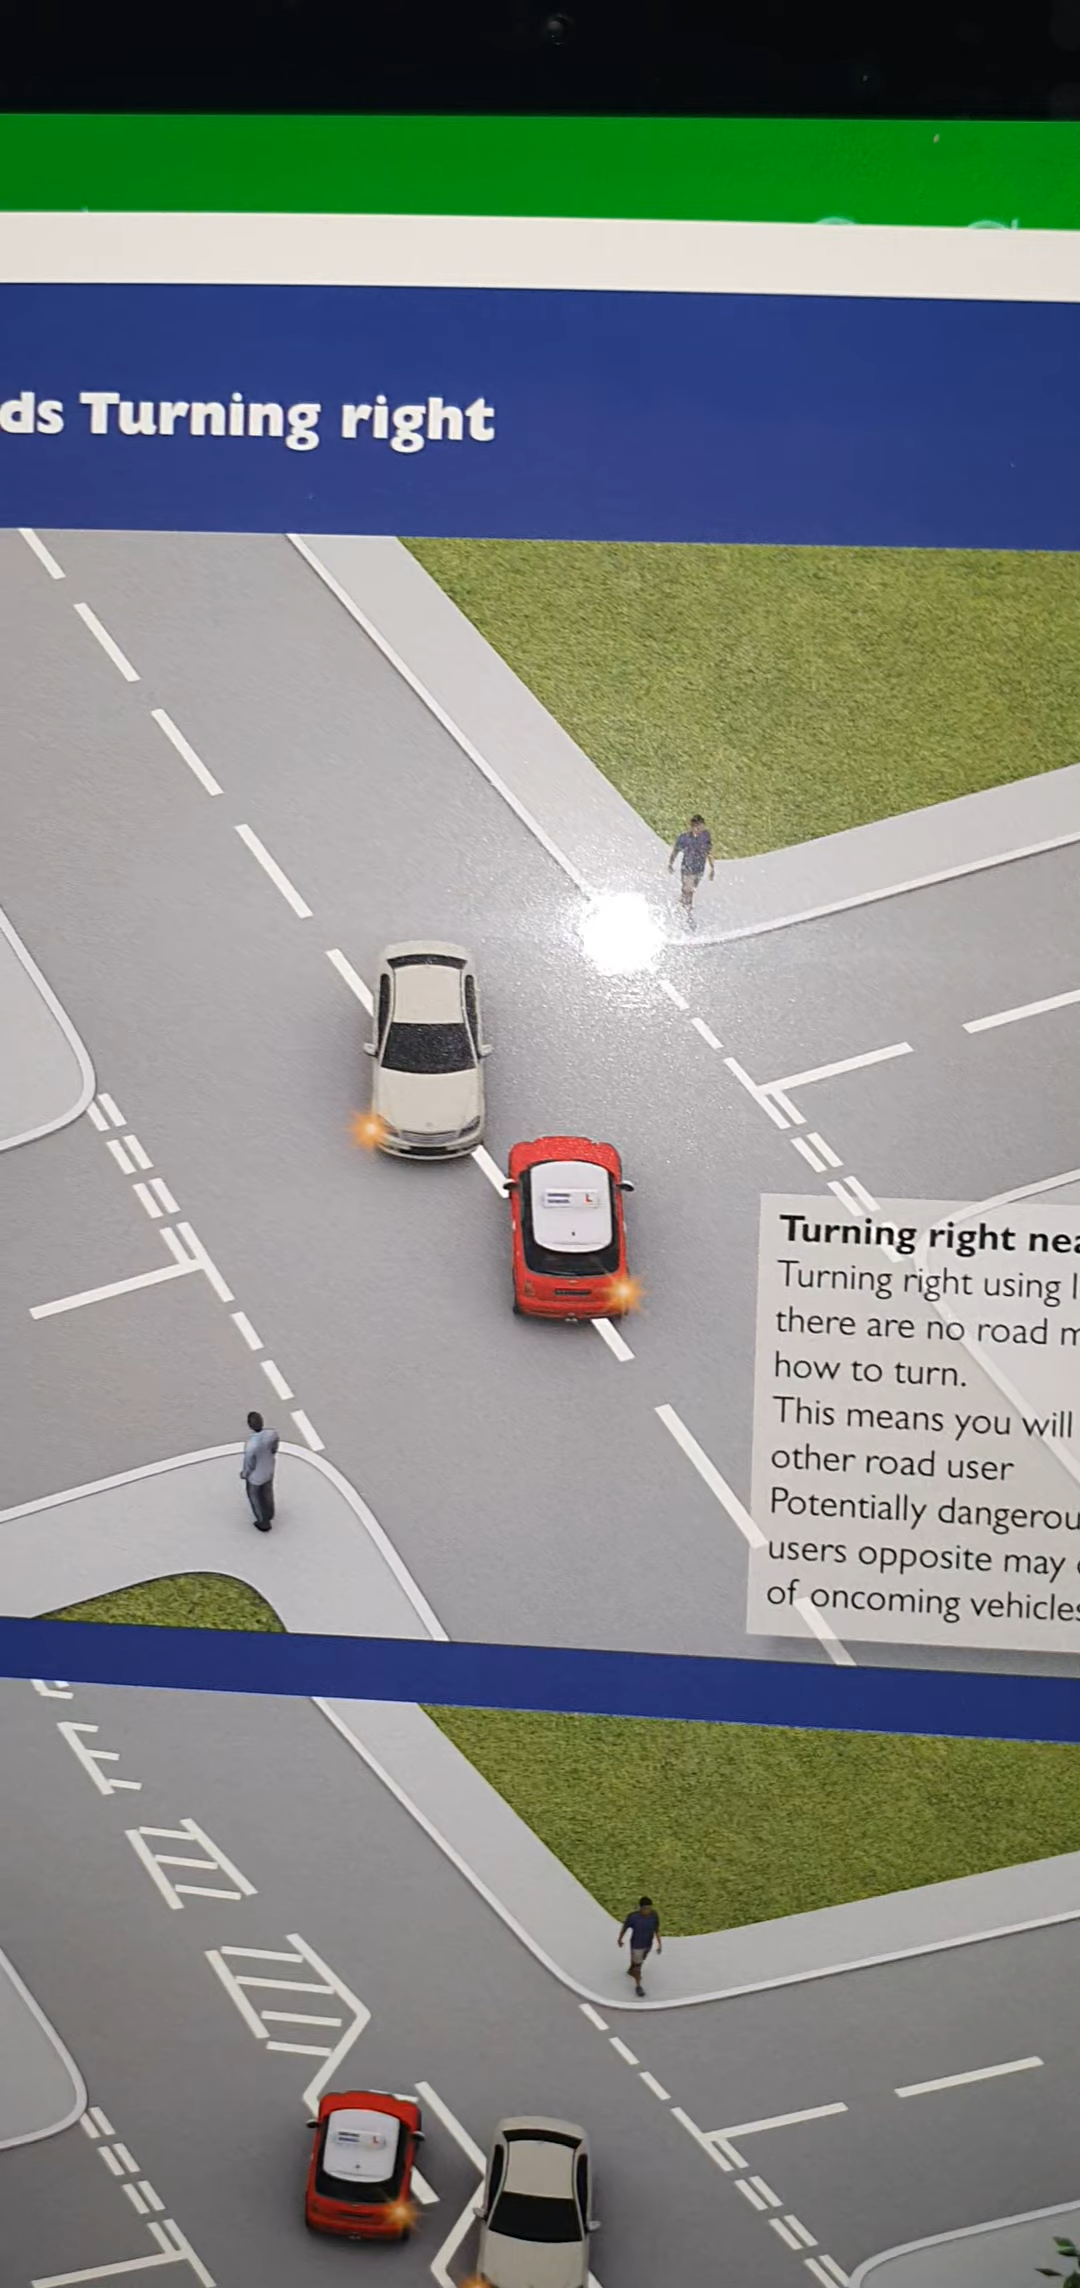 ds Turning right
L
Turning right nea
Turning right using l
there are no road m
how to turn.
This means you will
other road user
Potentially dangerou
users opposite may
of oncoming vehicles
L